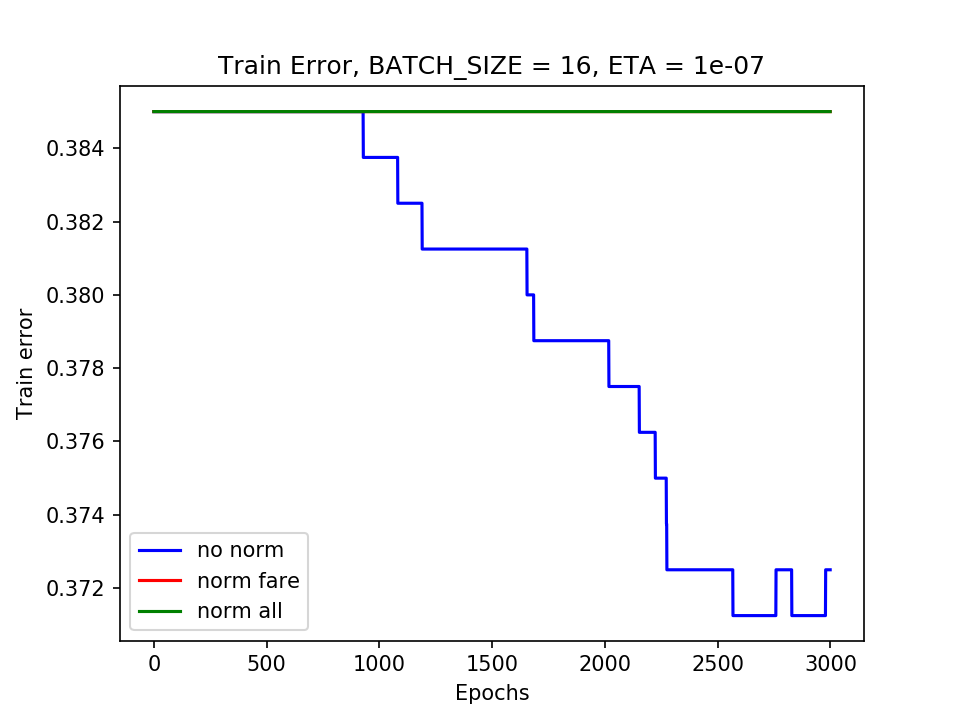 Train Error, BATCH_SIZE = 16, ETA = 1e-07
Train error
0.384
0.382
0.380
0.378
0.376
0.374
0.372
no norm
norm fare
norm all
0 500 1000 1500 2000 2500 3000
Epochs